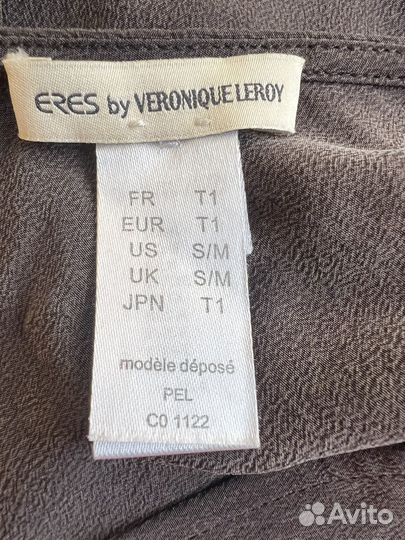 ERES by VERONIQUE LEROY
FR T1
EUR T1
US S/M
UK S/M
JPN T1
modèle déposé
PEL
C0 1122
Avito